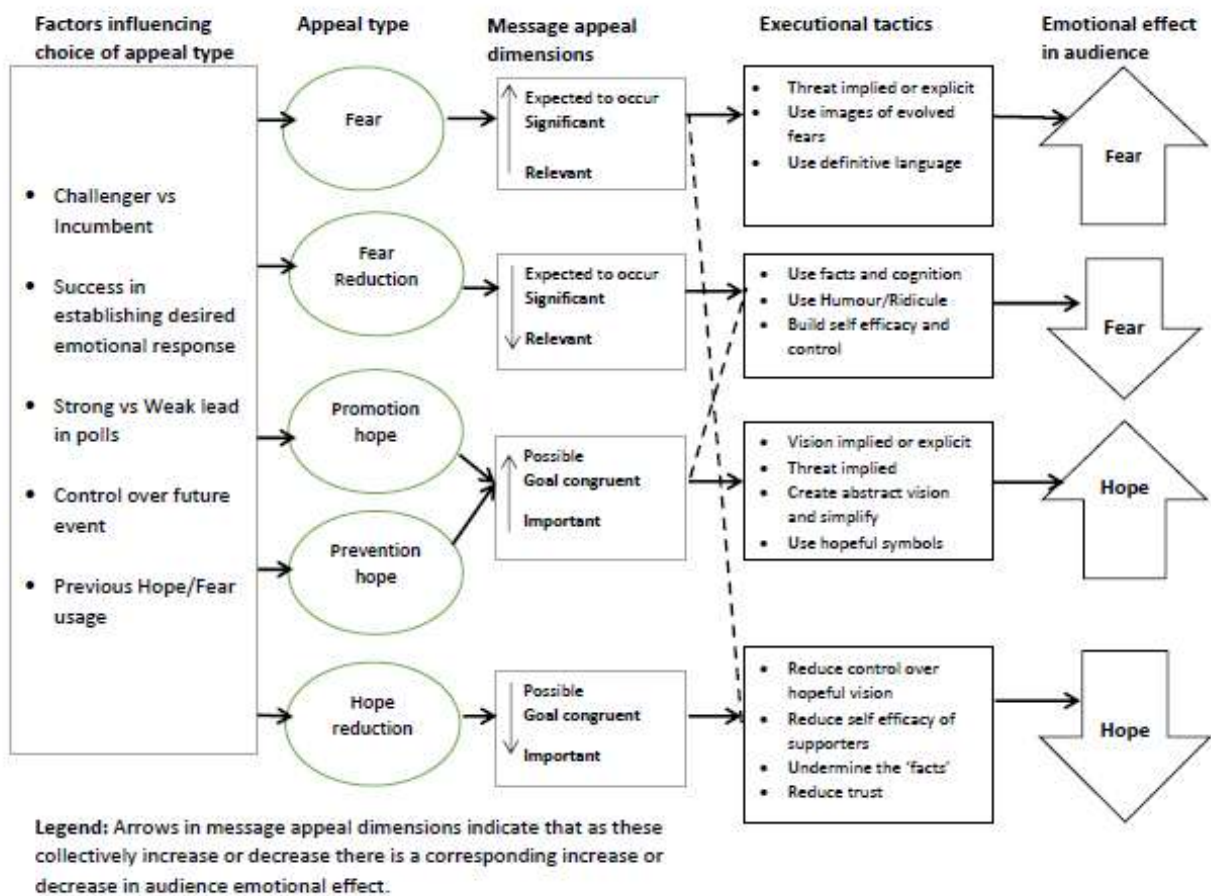 Factors influencing
choice of appeal type
Appeal type
Message appeal
dimensions
Executional tactics
Emotional effect
in audience
• Challenger vs
Incumbent
• Success in
establishing desired
emotional response
• Strong vs Weak lead
in polls
• Control over future
event
• Previous Hope/Fear
usage
Fear
Fear
Reduction
Promotion
hope
Prevention
hope
Hope
reduction
Expected to occur
Significant
Relevant
Expected to occur
Significant
Relevant
Possible
Goal congruent
Important
Possible
Goal congruent
Important
• Threat implied or explicit
• Use images of evolved
fears
• Use definitive language
• Use facts and cognition
• Use Humour/Ridicule
• Build self efficacy and
control
• Vision implied or explicit
• Threat implied
• Create abstract vision
and simplify
• Use hopeful symbols
• Reduce control over
hopeful vision
• Reduce self efficacy of
supporters
• Undermine the 'facts'
• Reduce trust
Fear
Fear
Hope
Hope
Legend: Arrows in message appeal dimensions indicate that as these
collectively increase or decrease there is a corresponding increase or
decrease in audience emotional effect.